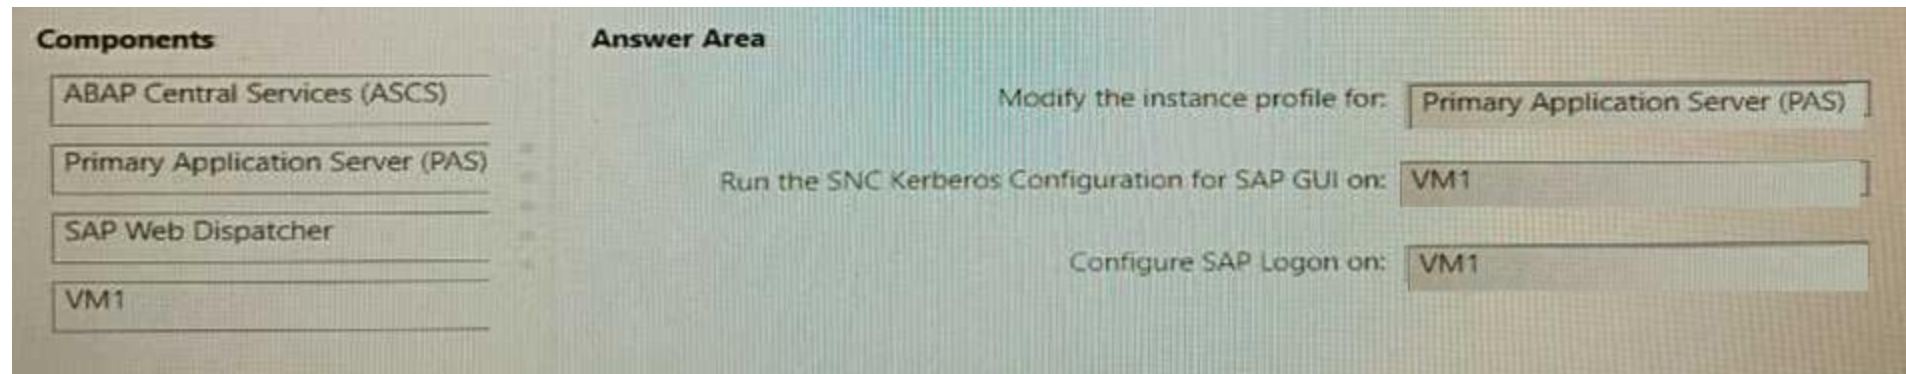 Components
ABAP Central Services (ASCS)
Primary Application Server (PAS)
SAP Web Dispatcher
VM1
Answer Area
Modify the instance profile for: Primary Application Server (PAS)
Run the SNC Kerberos Configuration for SAP GUI on: VM1
Configure SAP Logon on: VM1